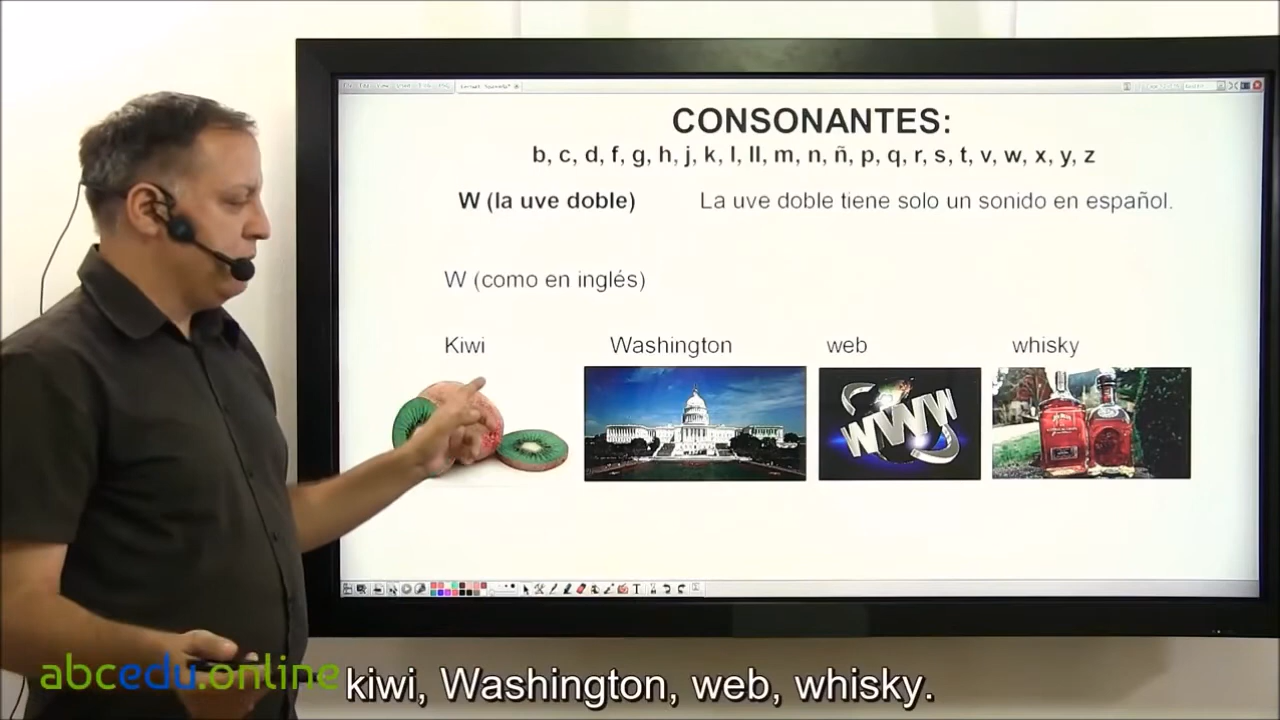 CONSONANTES:
b, c, d, f, g, h, j, k, l, ll, m, n, ñ, p, q, r, s, t, v, w, x, y, z
W (la uve doble) La uve doble tiene solo un sonido en español.
W (como en inglés)
Kiwi Washington web whisky
WWW
abcedu.online
kiwi, Washington, web, whisky.